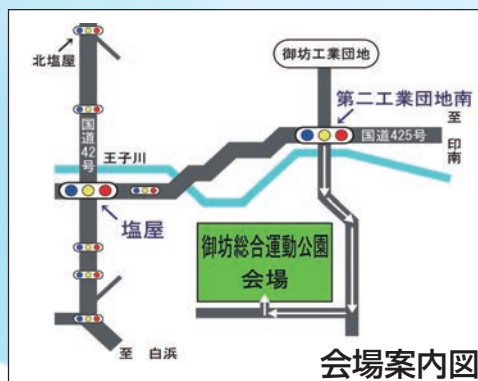 北塩屋
国道42号
王子川
塩屋
至 白浜
御坊工業団地
第二工業団地南
国道425号
至 印南
御坊総合運動公園
会場
会場案内図